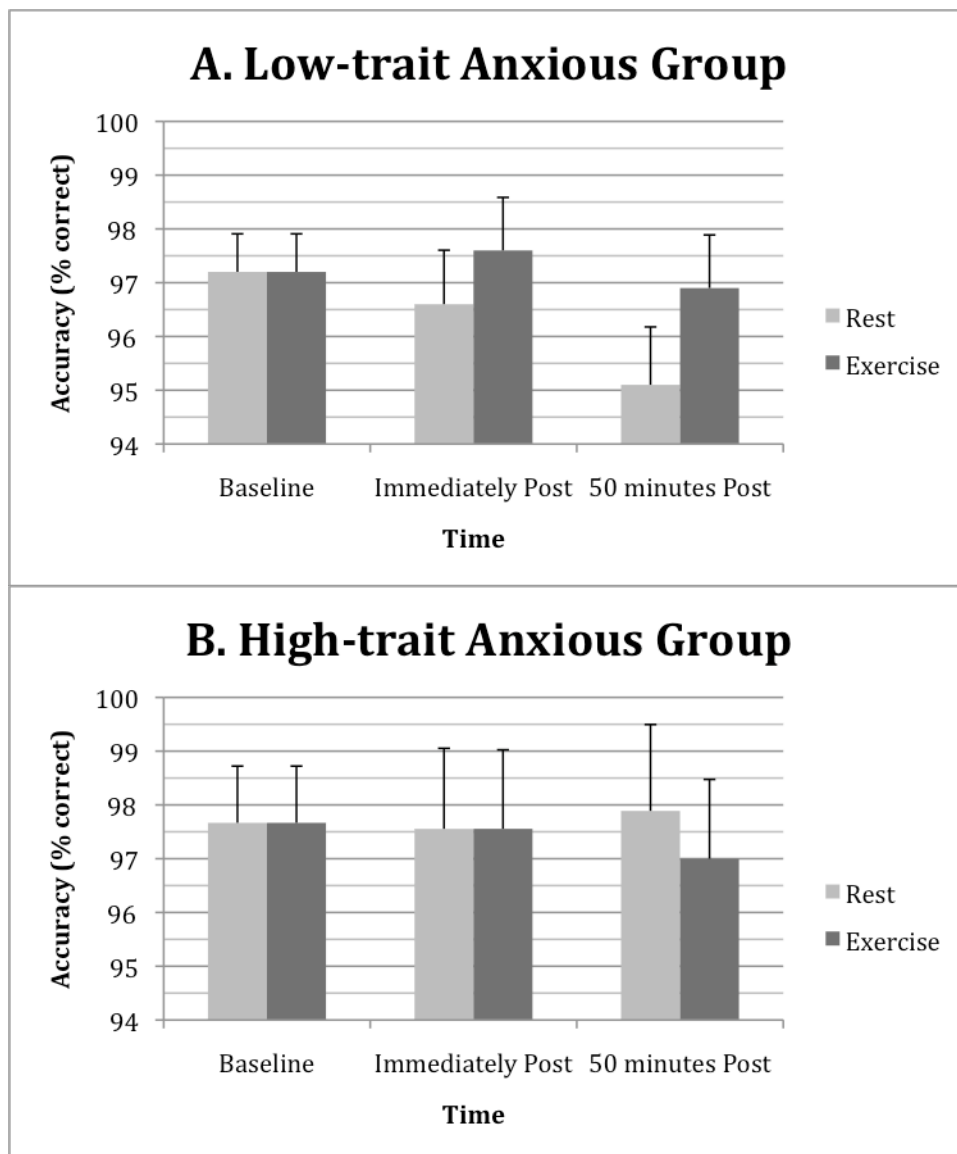 A. Low-trait Anxious Group
Accuracy (% correct)
100
99
98
97
96
95
94
Baseline
Immediately Post
50 minutes Post
Time
Rest
Exercise
B. High-trait Anxious Group
Accuracy (% correct)
100
99
98
97
96
95
94
Baseline
Immediately Post
50 minutes Post
Time
Rest
Exercise